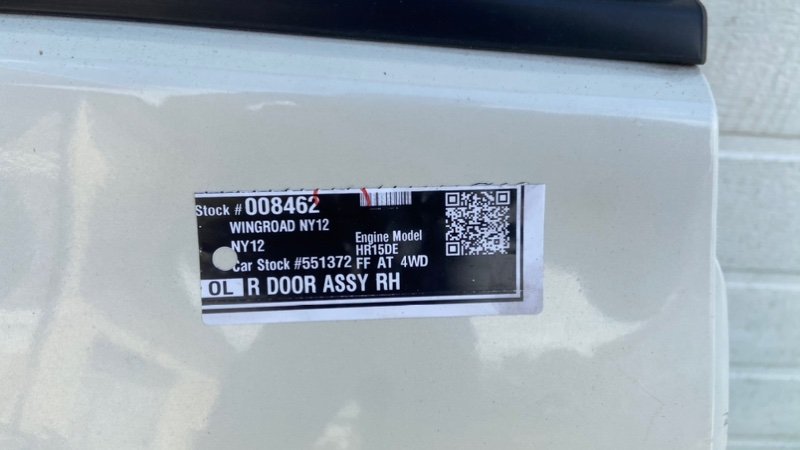 Stock # 008462
WINGROAD NY12
NY12
Engine Model
HR15DE
Car Stock #551372 FF AT 4WD
OL R DOOR ASSY RH